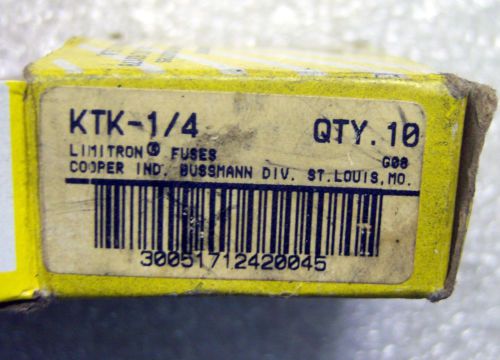 KTK-1/4 QTY.10
LIMITRON® FUSES G08
COOPER IND. BUSSMANN DIV. ST.LOUIS,MO.
30051712420045